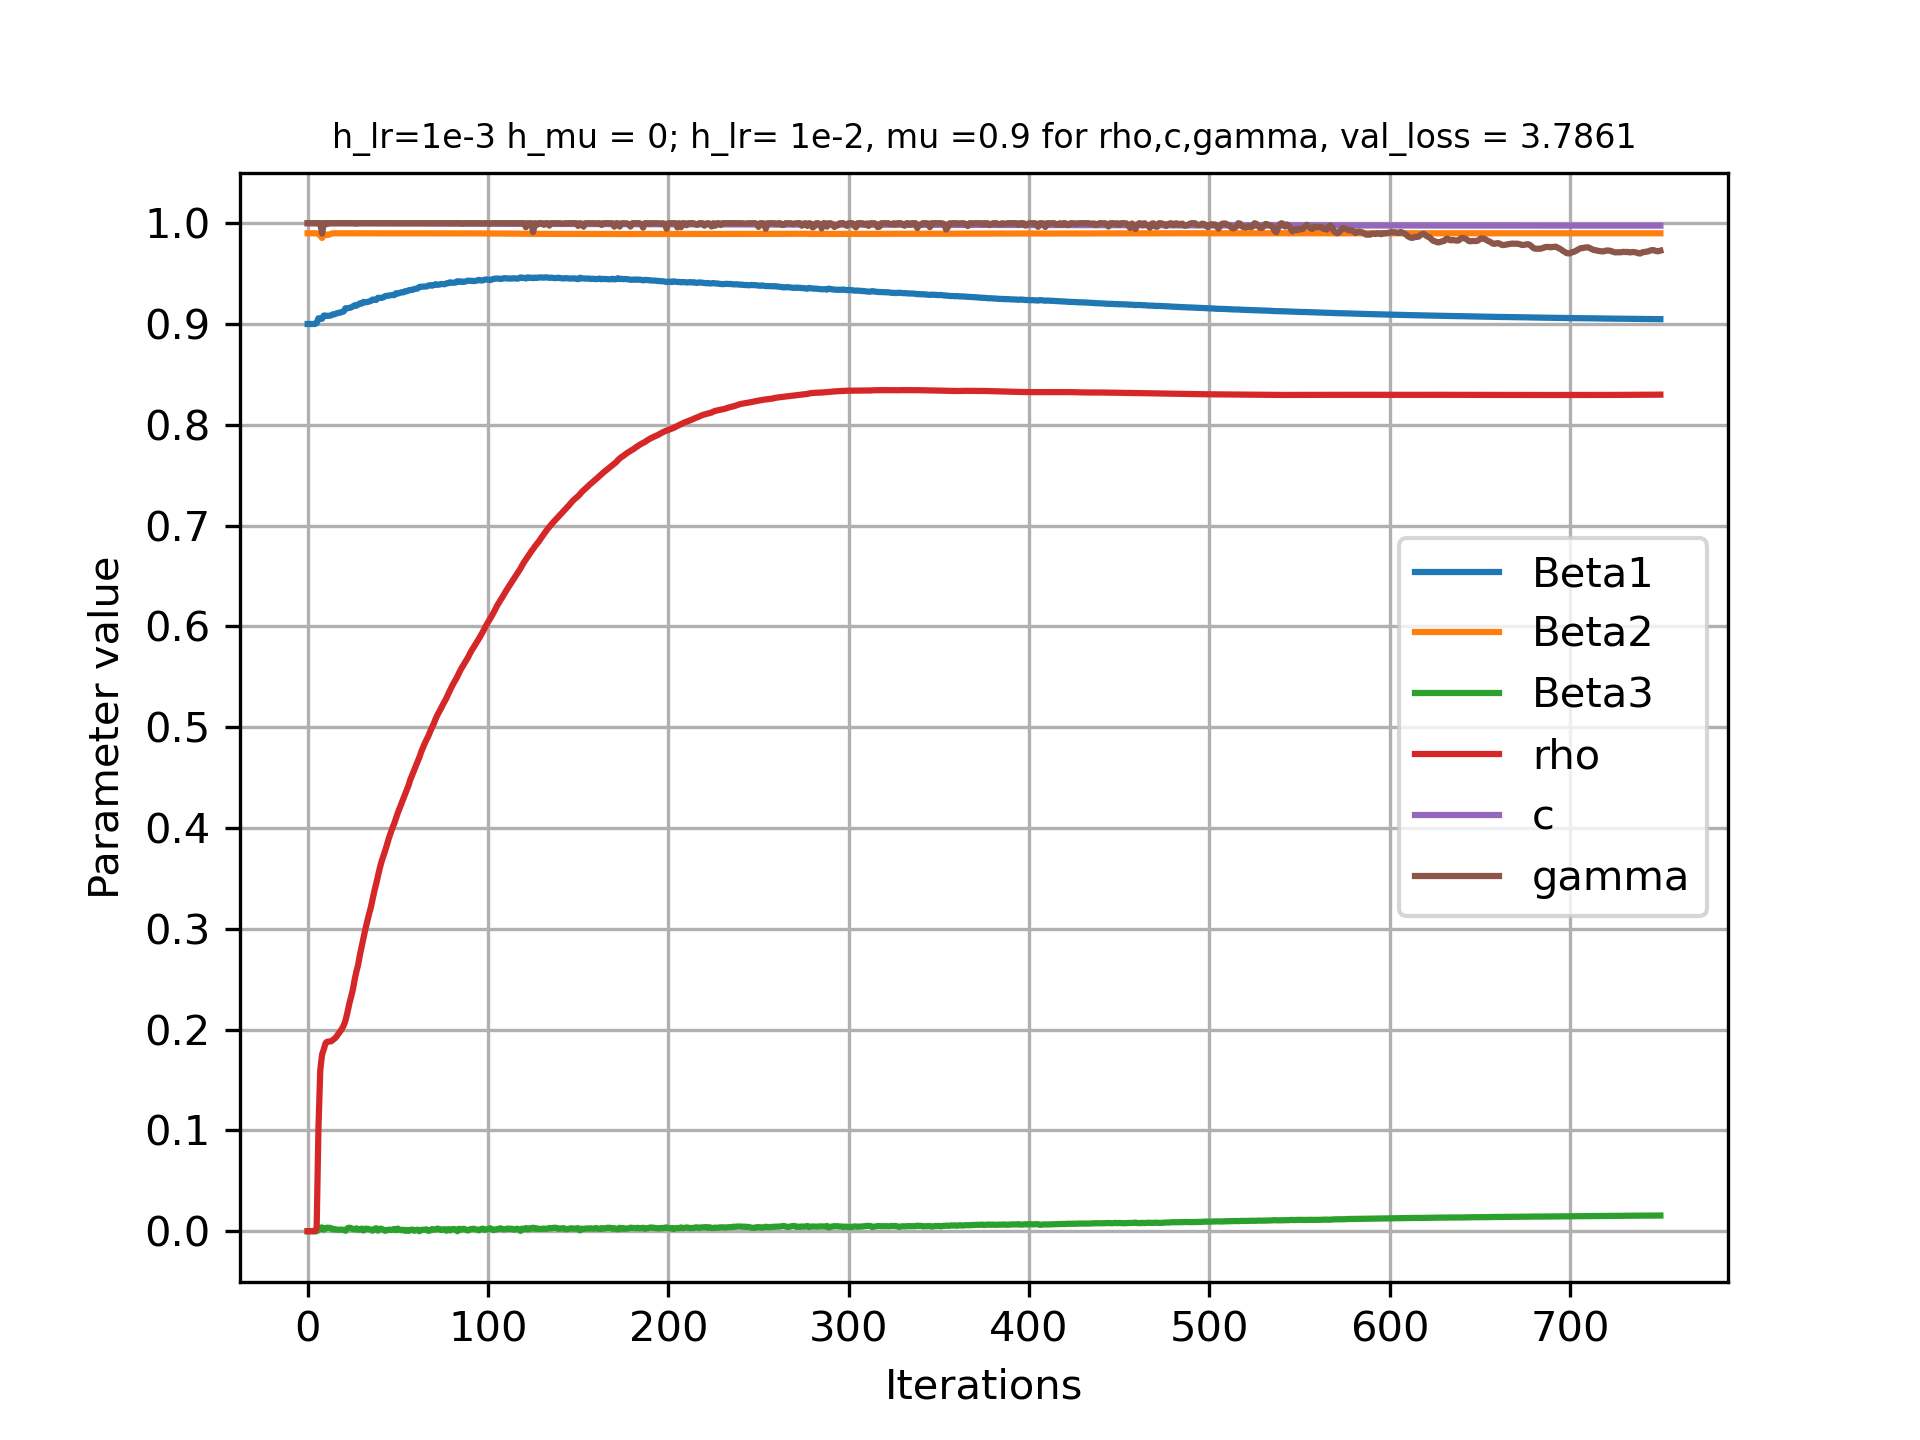 h_lr=1e-3 h_mu = 0; h_lr= 1e-2, mu =0.9 for rho,c,gamma, val_loss = 3.7861
1.0
0.9
0.8
0.7
0.6
0.5
0.4
0.3
0.2
0.1
0.0
Parameter value
Beta1
Beta2
Beta3
rho
c
gamma
0 100 200 300 400 500 600 700
Iterations